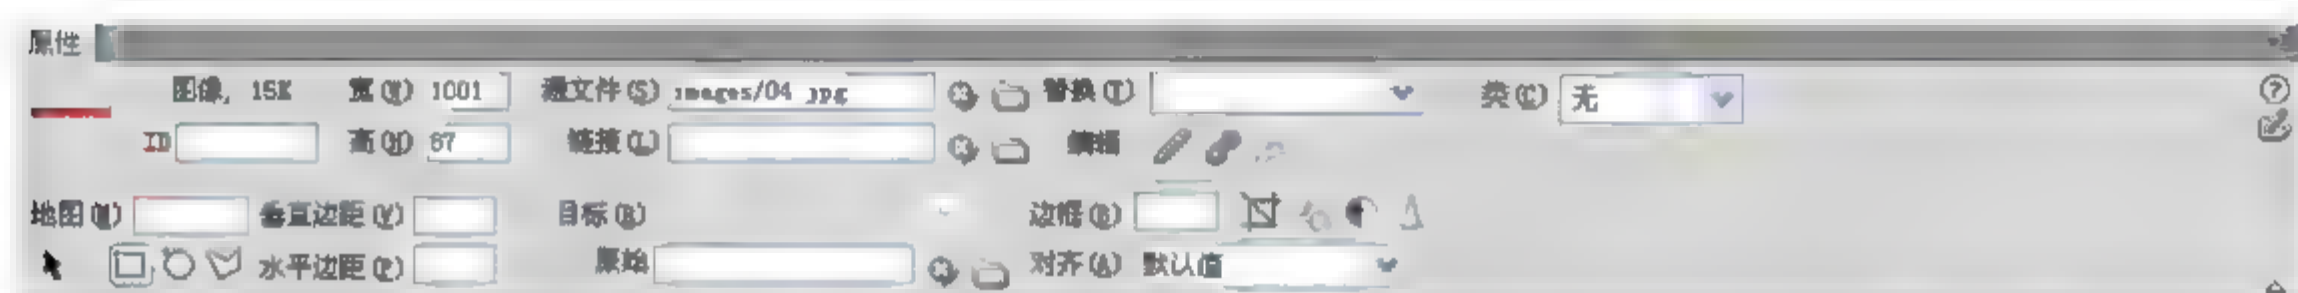 属性
图像, 15K 宽(W) 1001 源文件(S) images/04.jpg 替换(T) 类(C) 无
ID 高(H) 67 链接(L) 编辑
地图(M) 垂直边距(V) 目标(R) 边框(B)
水平边距(P) 原始 对齐(A) 默认值